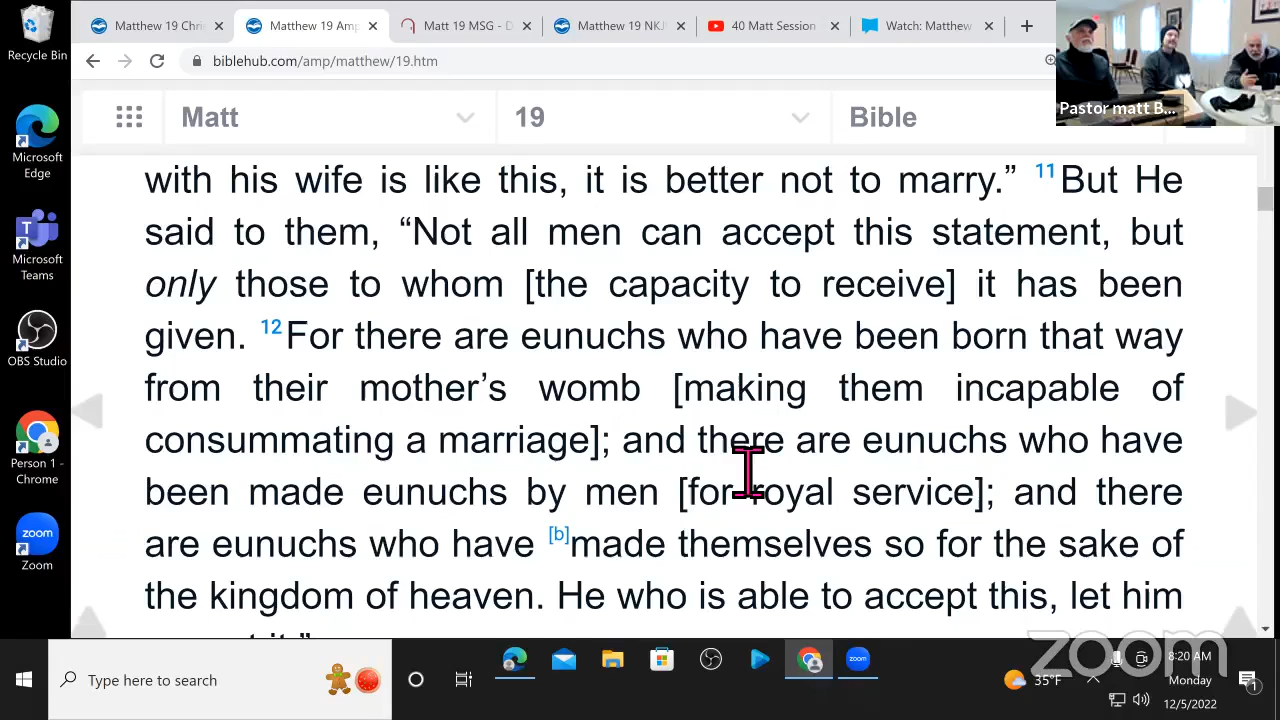 Recycle Bin
Microsoft
Edge
Microsoft
Teams
OBS Studio
Person 1 -
Chrome
zoom
Zoom
Matthew 19 Chri
Matthew 19 Amp
Matt 19 MSG - D
Matthew 19 NKJ
40 Matt Session
Watch: Matthew
biblehub.com/amp/matthew/19.htm
Pastor matt B...
Matt
19
Bible
with his wife is like this, it is better not to marry.” 11 But He
said to them, “Not all men can accept this statement, but
only those to whom [the capacity to receive] it has been
given. 12 For there are eunuchs who have been born that way
from their mother’s womb [making them incapable of
consummating a marriage]; and there are eunuchs who have
been made eunuchs by men [for royal service]; and there
are eunuchs who have [b]made themselves so for the sake of
the kingdom of heaven. He who is able to accept this, let him
zoom
Type here to search
zoom
35°F
8:20 AM
Monday
12/5/2022
1